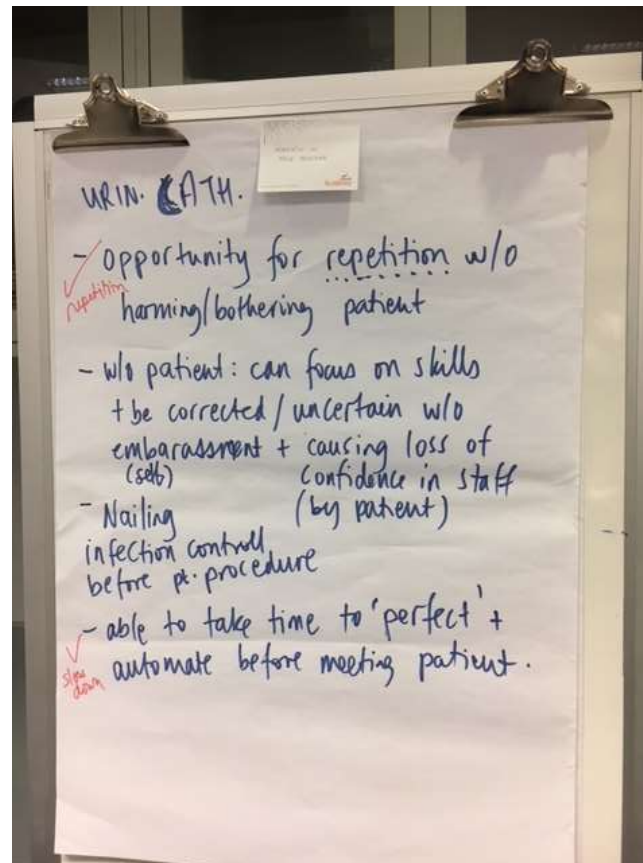 URIN. CATH.
- Opportunity for repetition w/o
repetition
harming/bothering patient
- w/o patient: can focus on skills
+ be corrected/uncertain w/o
embarassment + causing loss of
(self) confidence in staff
- Nailing (by patient)
infection controll
before pt. procedure
- able to take time to 'perfect' +
slow down
automate before meeting patient.